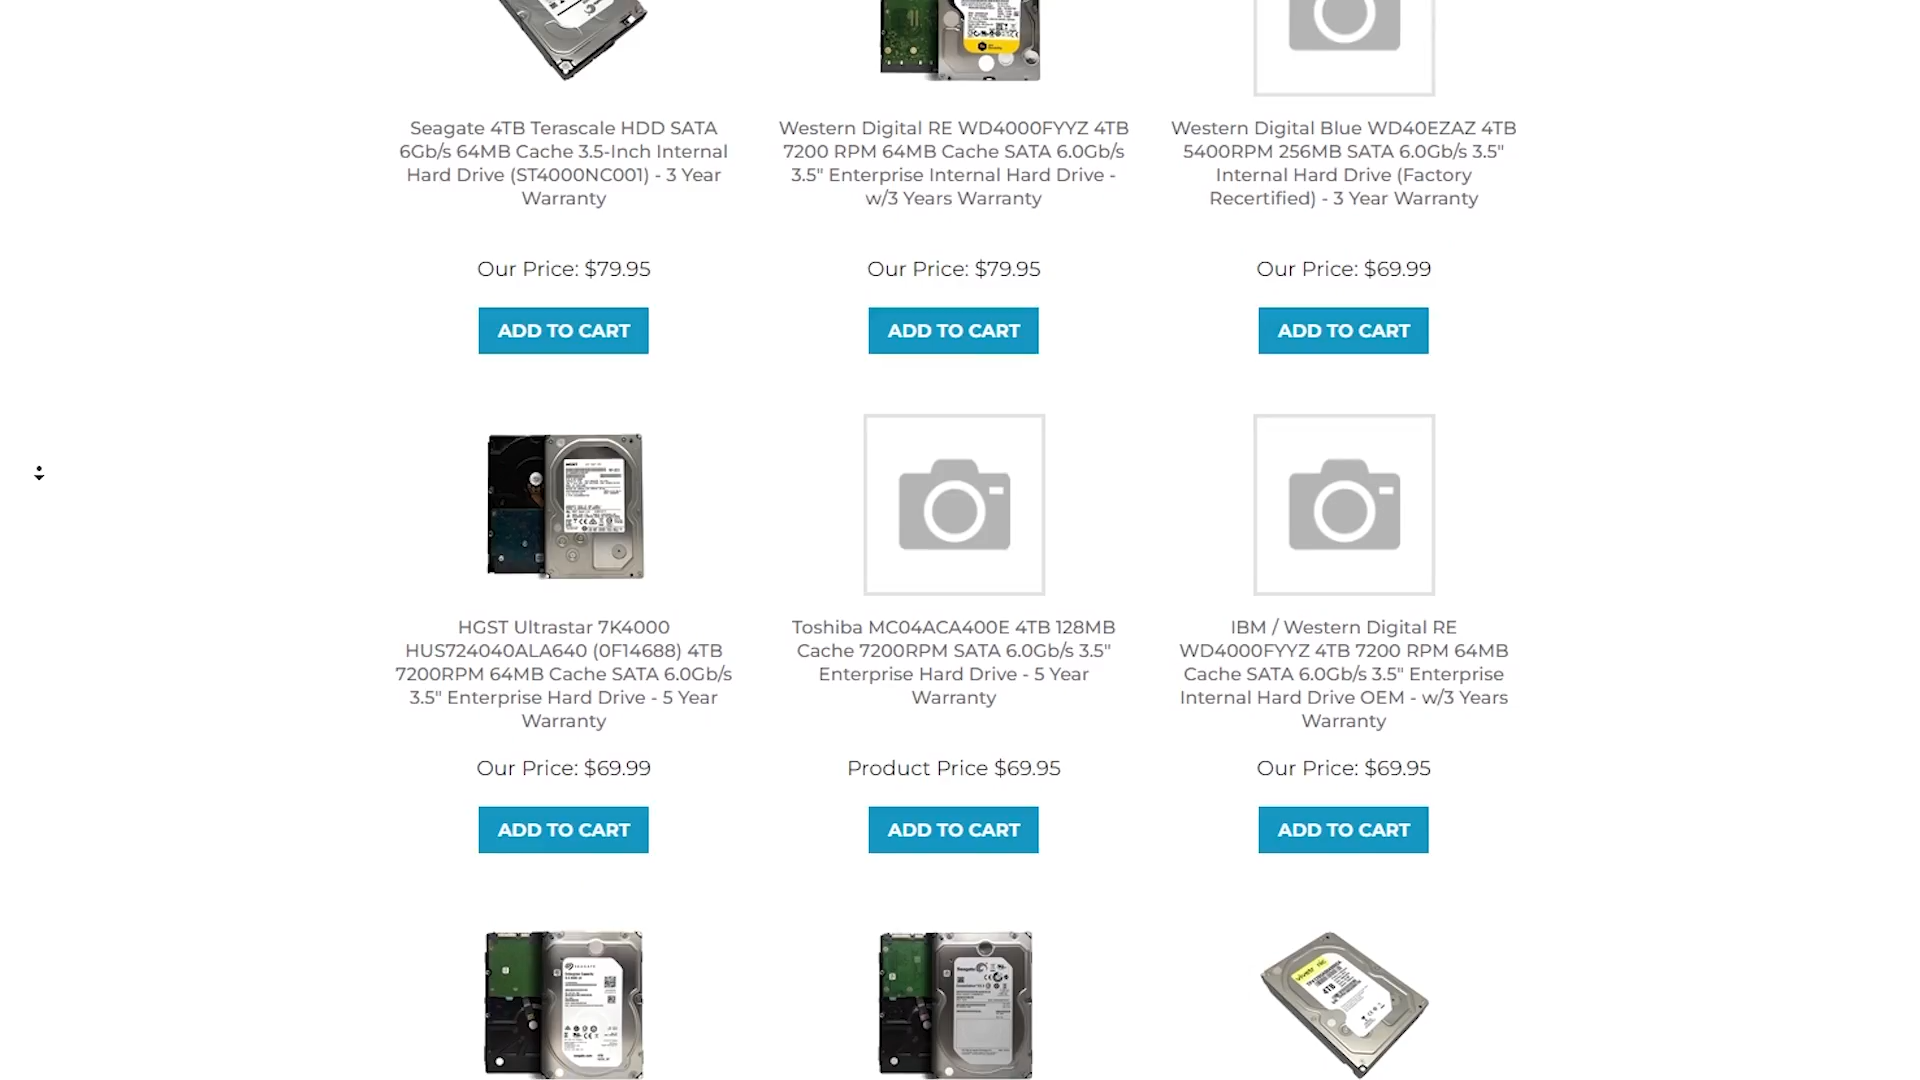 Seagate 4TB Terascale HDD SATA
6Gb/s 64MB Cache 3.5-Inch Internal
Hard Drive (ST4000NC001) - 3 Year
Warranty
Our Price: $79.95
ADD TO CART
Western Digital RE WD4000FYYZ 4TB
7200 RPM 64MB Cache SATA 6.0Gb/s
3.5" Enterprise Internal Hard Drive -
w/3 Years Warranty
Our Price: $79.95
ADD TO CART
Western Digital Blue WD40EZAZ 4TB
5400RPM 256MB SATA 6.0Gb/s 3.5"
Internal Hard Drive (Factory
Recertified) - 3 Year Warranty
Our Price: $69.99
ADD TO CART
HGST Ultrastar 7K4000
HUS724040ALA640 (0F14688) 4TB
7200RPM 64MB Cache SATA 6.0Gb/s
3.5" Enterprise Hard Drive - 5 Year
Warranty
Our Price: $69.99
ADD TO CART
Toshiba MC04ACA400E 4TB 128MB
Cache 7200RPM SATA 6.0Gb/s 3.5"
Enterprise Hard Drive - 5 Year
Warranty
Product Price $69.95
ADD TO CART
IBM / Western Digital RE
WD4000FYYZ 4TB 7200 RPM 64MB
Cache SATA 6.0Gb/s 3.5" Enterprise
Internal Hard Drive OEM - w/3 Years
Warranty
Our Price: $69.95
ADD TO CART
Seagate
4TB